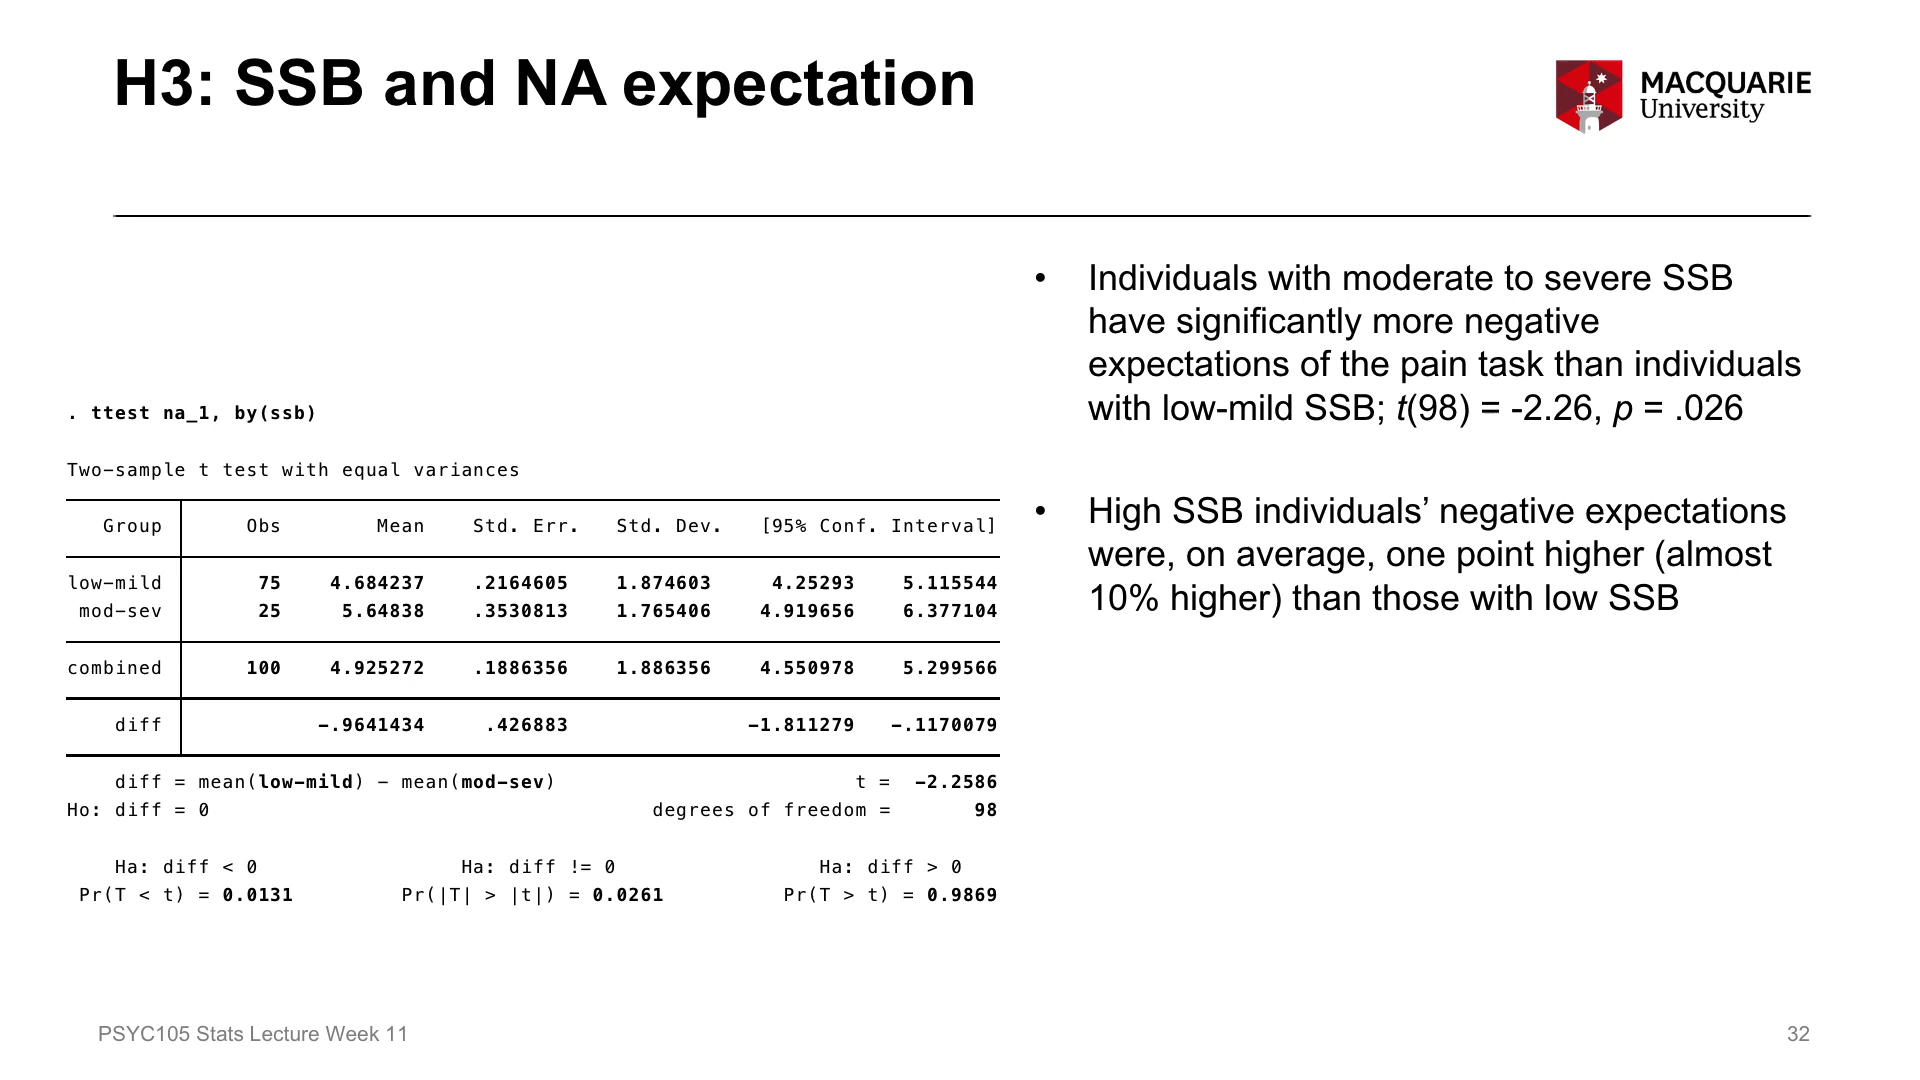 H3: SSB and NA expectation
MACQUARIE
University
. ttest na_1, by(ssb)
Two-sample t test with equal variances
Group Obs Mean Std. Err. Std. Dev. [95% Conf. Interval]
low-mild 75 4.684237 .2164605 1.874603 4.25293 5.115544
mod-sev 25 5.64838 .3530813 1.765406 4.919656 6.377104
combined 100 4.925272 .1886356 1.886356 4.550978 5.299566
diff -.9641434 .426883 -1.811279 -.1170079
diff = mean(low-mild) - mean(mod-sev) t = -2.2586
Ho: diff = 0 degrees of freedom = 98
Ha: diff < 0 Ha: diff != 0 Ha: diff > 0
Pr(T < t) = 0.0131 Pr(|T| > |t|) = 0.0261 Pr(T > t) = 0.9869
• Individuals with moderate to severe SSB
have significantly more negative
expectations of the pain task than individuals
with low-mild SSB; t(98) = -2.26, p = .026
• High SSB individuals’ negative expectations
were, on average, one point higher (almost
10% higher) than those with low SSB
PSYC105 Stats Lecture Week 11
32